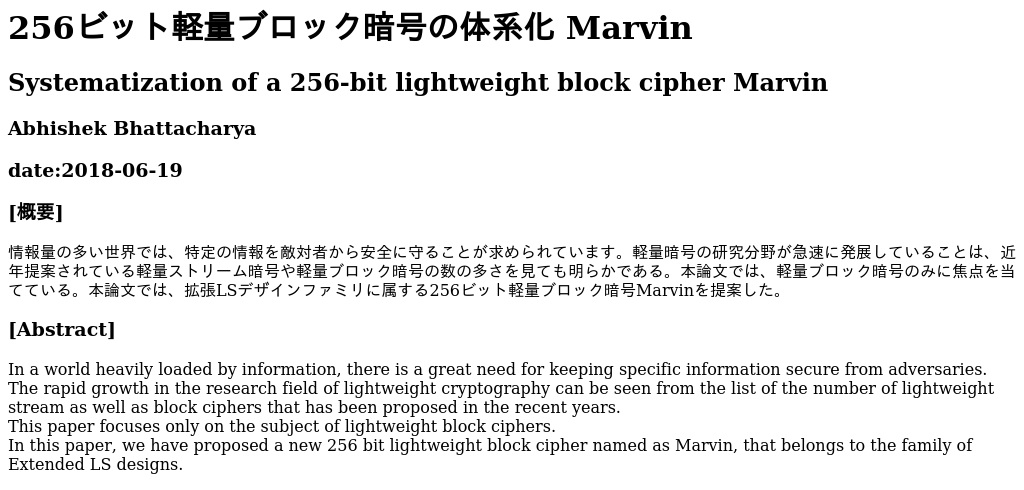 256ビット軽量ブロック暗号の体系化 Marvin
Systematization of a 256-bit lightweight block cipher Marvin
Abhishek Bhattacharya
date:2018-06-19
[概要]
情報量の多い世界では、特定の情報を敵対者から安全に守ることが求められています。軽量暗号の研究分野が急速に発展していることは、近
年提案されている軽量ストリーム暗号や軽量ブロック暗号の数の多さを見ても明らかである。本論文では、軽量ブロック暗号のみに焦点を当
てている。本論文では、拡張LSデザインファミリに属する256ビット軽量ブロック暗号Marvinを提案した。
[Abstract]
In a world heavily loaded by information, there is a great need for keeping specific information secure from adversaries.
The rapid growth in the research field of lightweight cryptography can be seen from the list of the number of lightweight
stream as well as block ciphers that has been proposed in the recent years.
This paper focuses only on the subject of lightweight block ciphers.
In this paper, we have proposed a new 256 bit lightweight block cipher named as Marvin, that belongs to the family of
Extended LS designs.